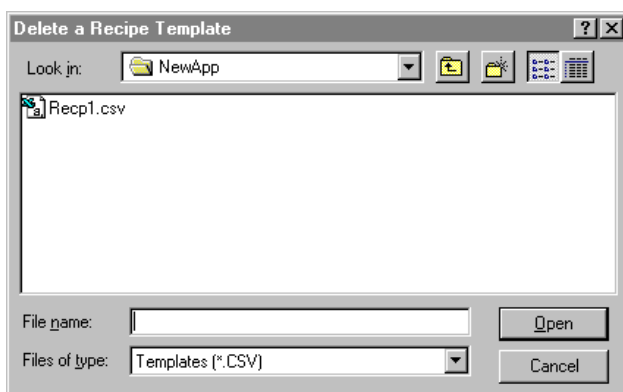 Delete a Recipe Template
Look in: NewApp
Recp1.csv
File name:
Open
Files of type: Templates (*.CSV)
Cancel